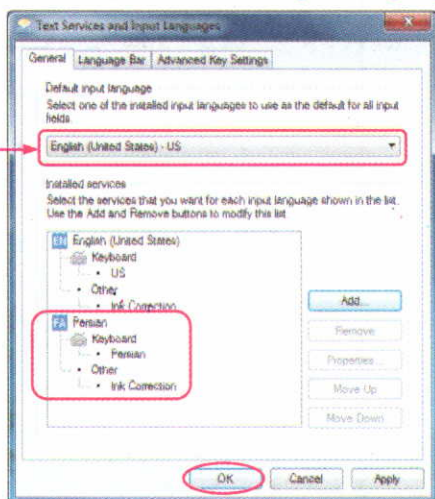 Text Services and Input Languages
General
Language Bar
Advanced Key Settings
Default input language
Select one of the installed input languages to use as the default for all input
fields.
English (United States) - US
Installed services
Select the services that you want for each input language shown in the list.
Use the Add and Remove buttons to modify this list.
EN English (United States)
Keyboard
• US
Other
• Ink Correction
FA Persian
Keyboard
• Persian
Other
• Ink Correction
Add...
Remove
Properties...
Move Up
Move Down
OK
Cancel
Apply